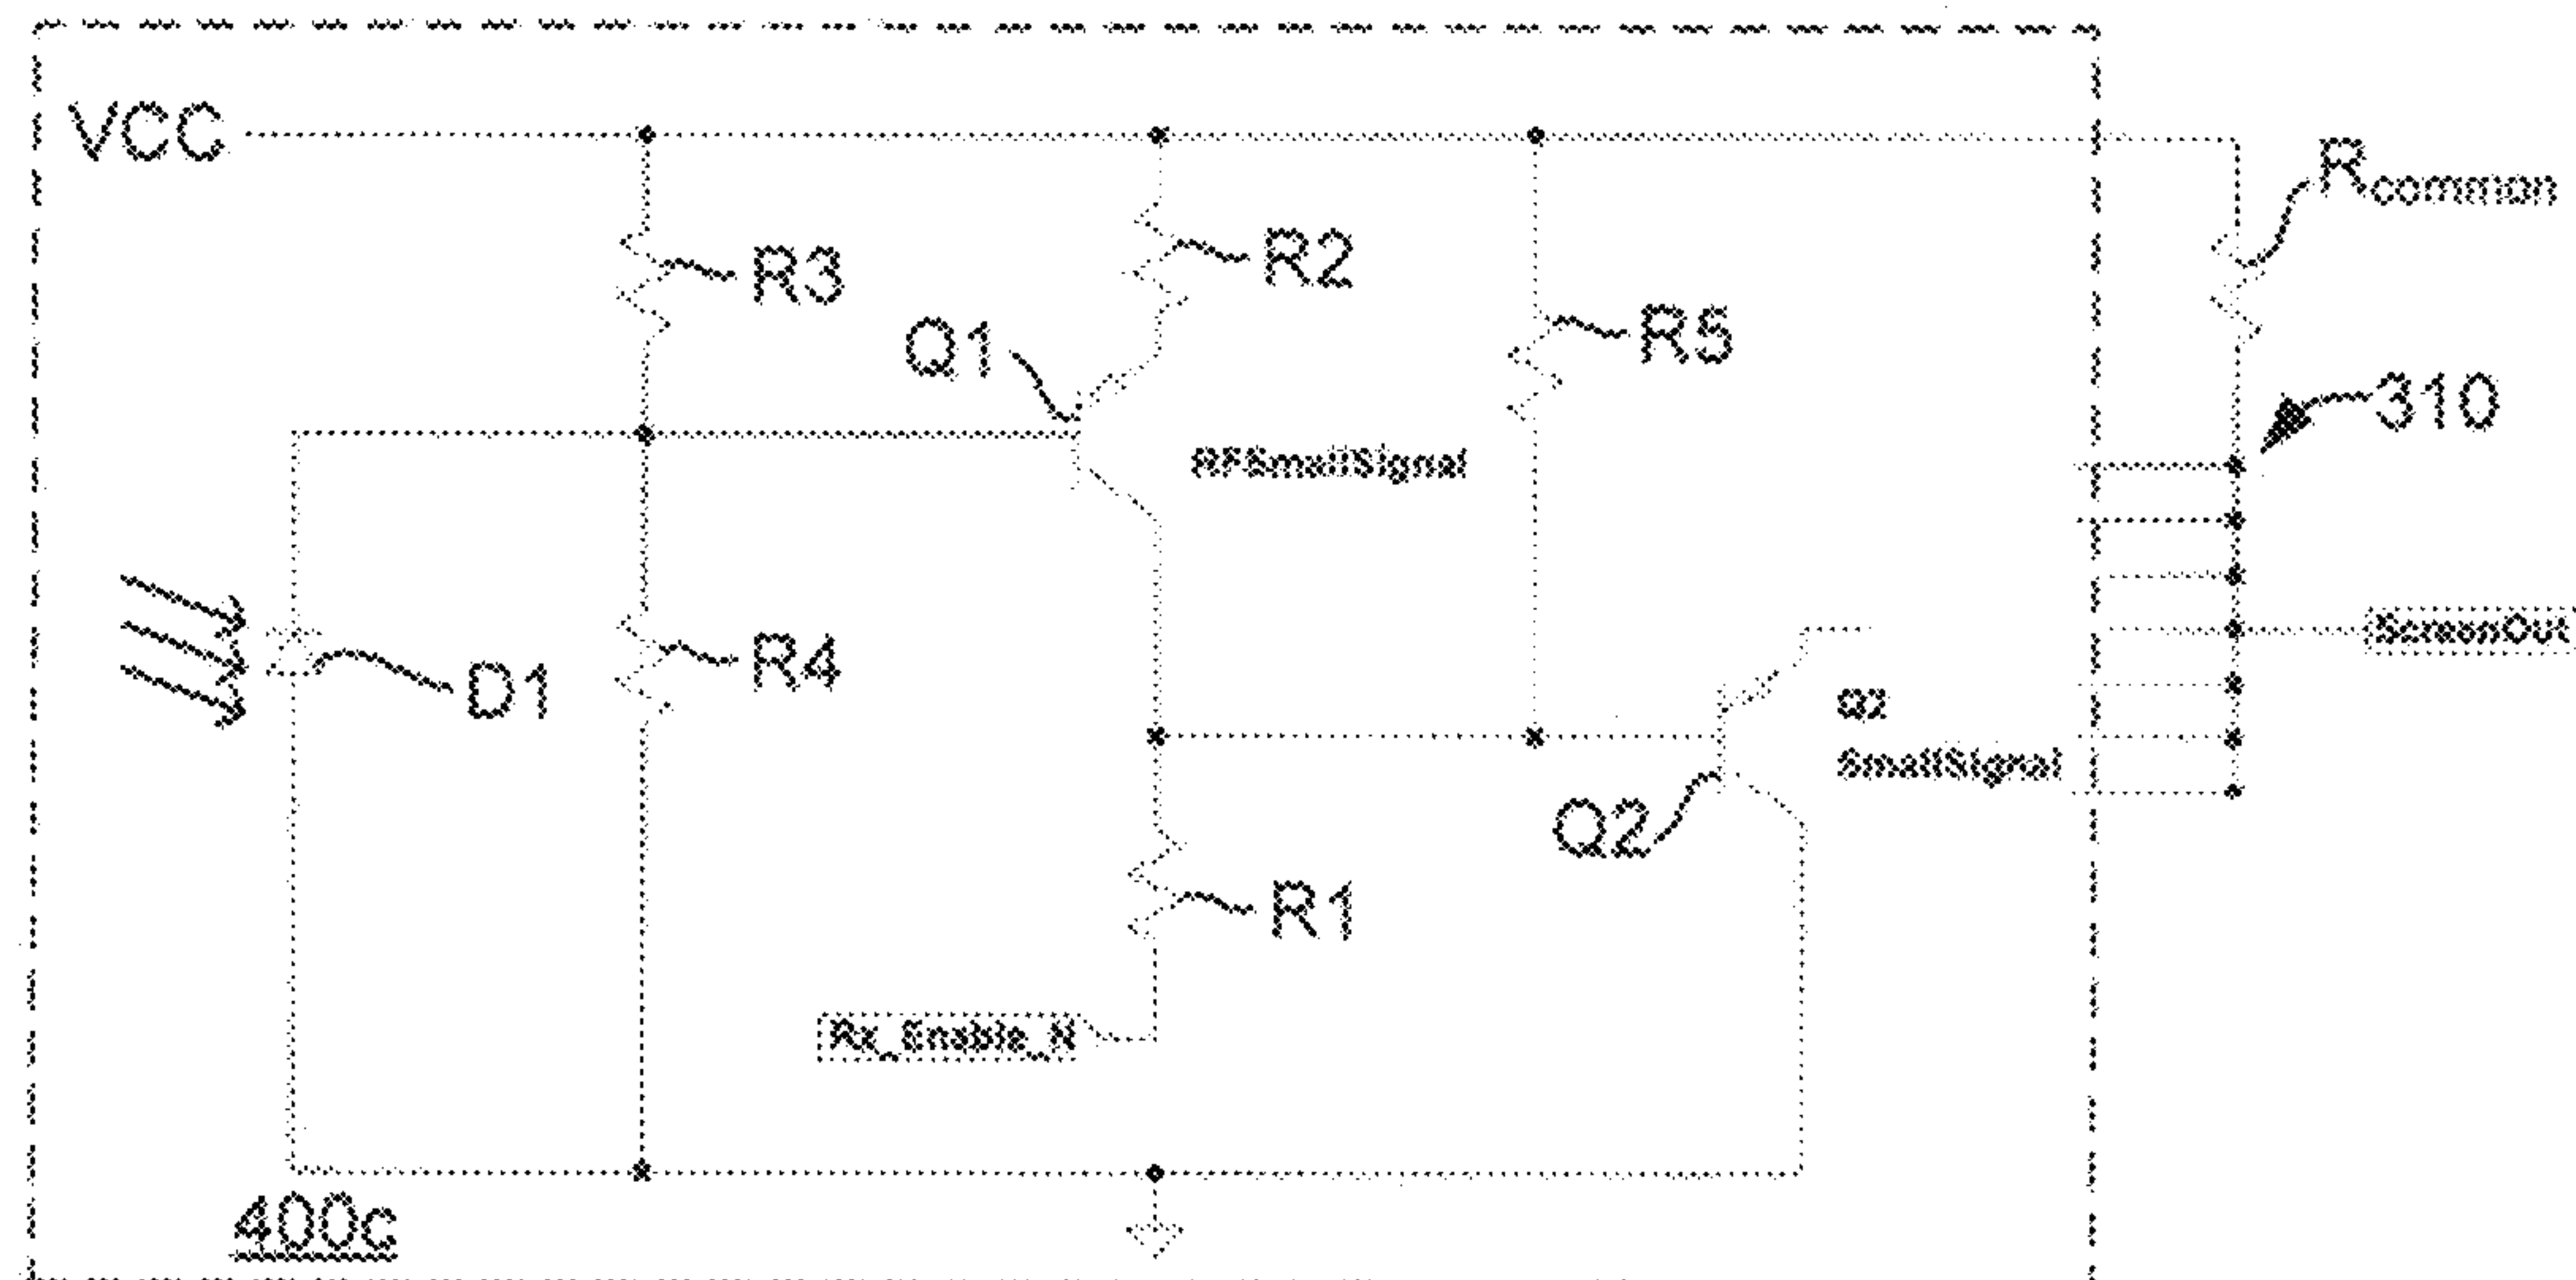 VCC
Rcommon
R3
R2
Q1
R5
310
RFSmallSignal
ScreenOut
R4
D1
Q2
SmallSignal
Q2
R1
Rx_Enable_N
400c